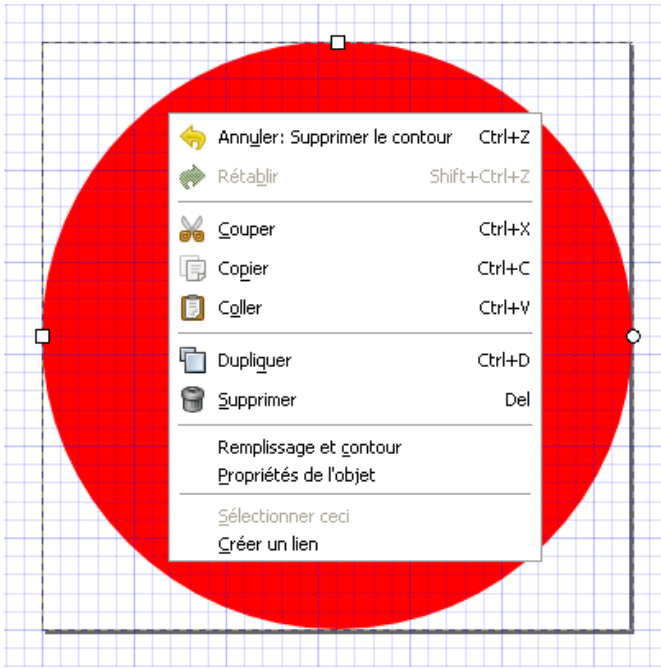 Annuler: Supprimer le contour Ctrl+Z
Rétablir Shift+Ctrl+Z
Couper Ctrl+X
Copier Ctrl+C
Coller Ctrl+V
Dupliquer Ctrl+D
Supprimer Del
Remplissage et contour
Propriétés de l'objet
Sélectionner ceci
Créer un lien